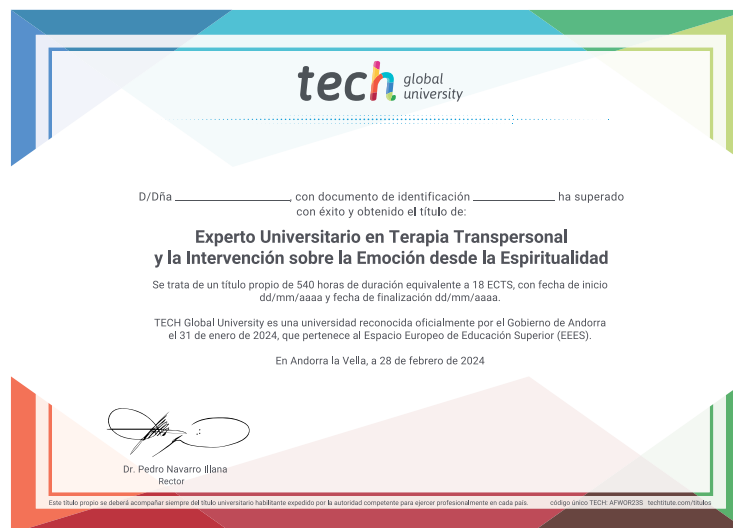 tech global university
D/Dña ________________, con documento de identificación ____________ ha superado
con éxito y obtenido el título de:
Experto Universitario en Terapia Transpersonal
y la Intervención sobre la Emoción desde la Espiritualidad
Se trata de un título propio de 540 horas de duración equivalente a 18 ECTS, con fecha de inicio
dd/mm/aaaa y fecha de finalización dd/mm/aaaa.
TECH Global University es una universidad reconocida oficialmente por el Gobierno de Andorra
el 31 de enero de 2024, que pertenece al Espacio Europeo de Educación Superior (EEES).
En Andorra la Vella, a 28 de febrero de 2024
Dr. Pedro Navarro Illana
Rector
Este título propio se deberá acompañar siempre del título universitario habilitante expedido por la autoridad competente para ejercer profesionalmente en cada país. código único TECH: AFWOR23S techtitute.com/titulos